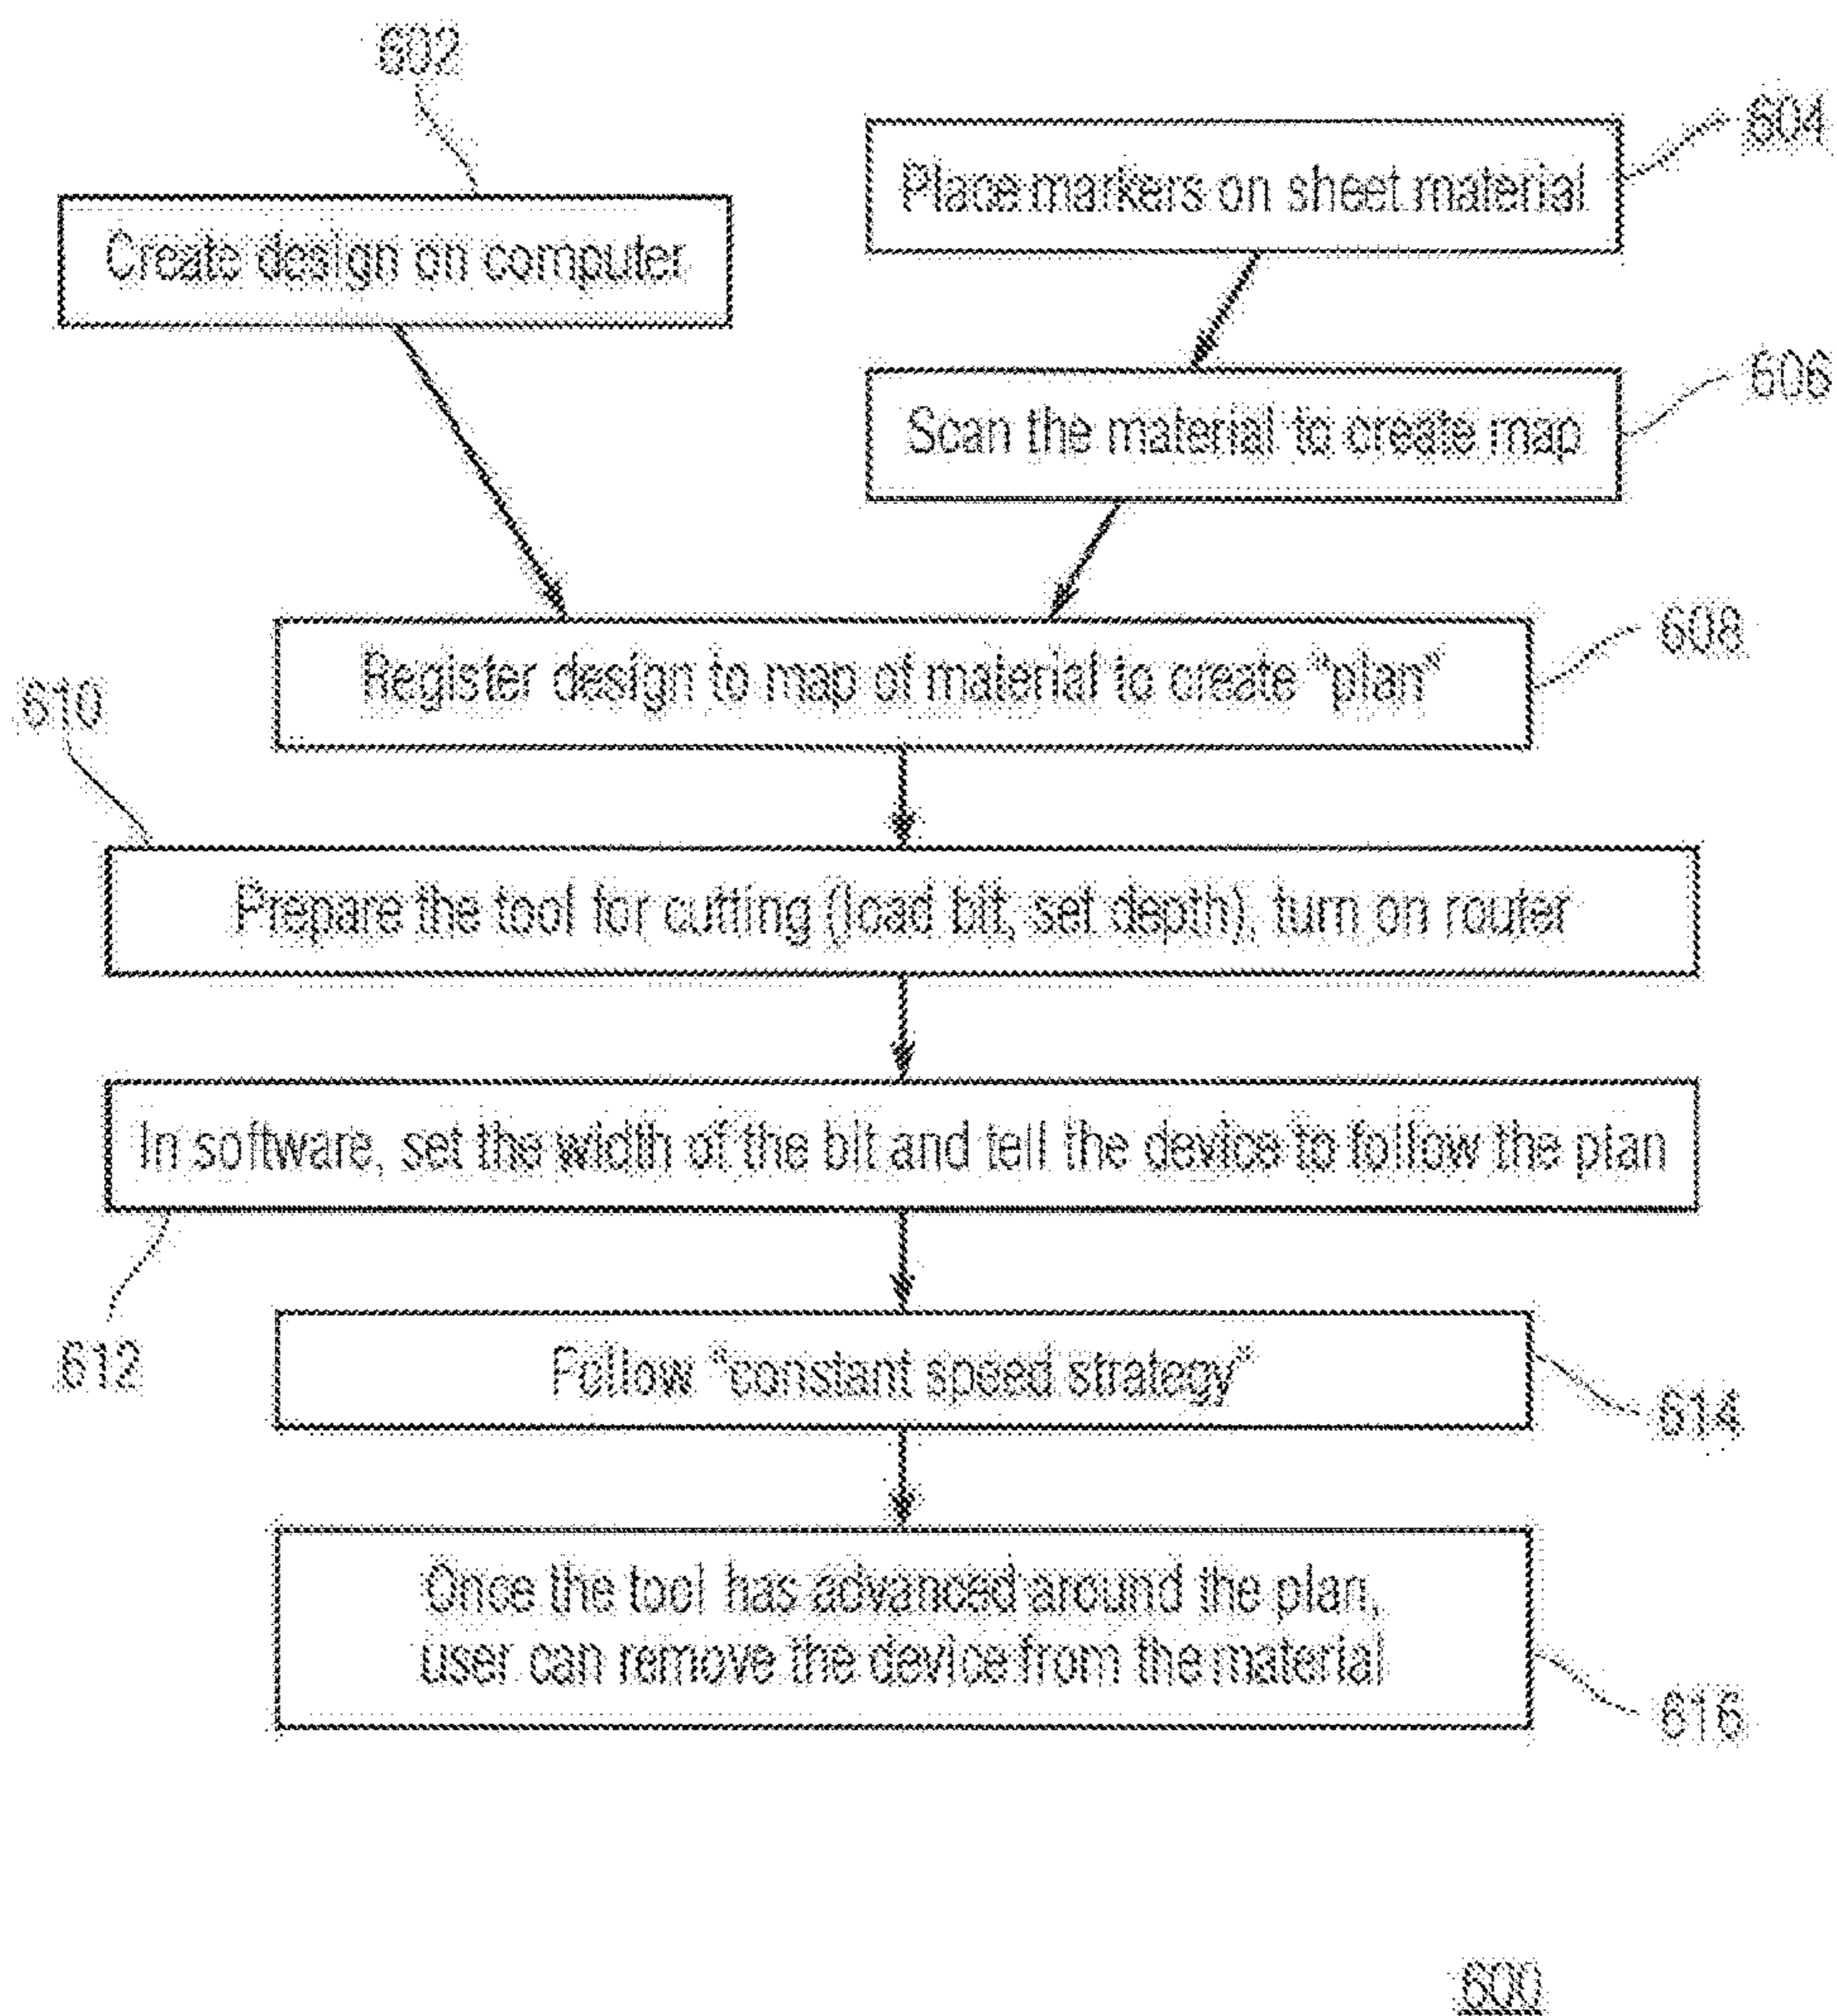 602
604
Place markers on sheet material
Create design on computer
606
Scan the material to create map
608
Register design to map of material to create "plan"
610
Prepare the tool for cutting (load bit, set depth), turn on router
In software, set the width of the bit and tell the device to follow the plan
612
Follow "constant speed strategy"
614
Once the tool has advanced around the plan,
user can remove the device from the material
616
600